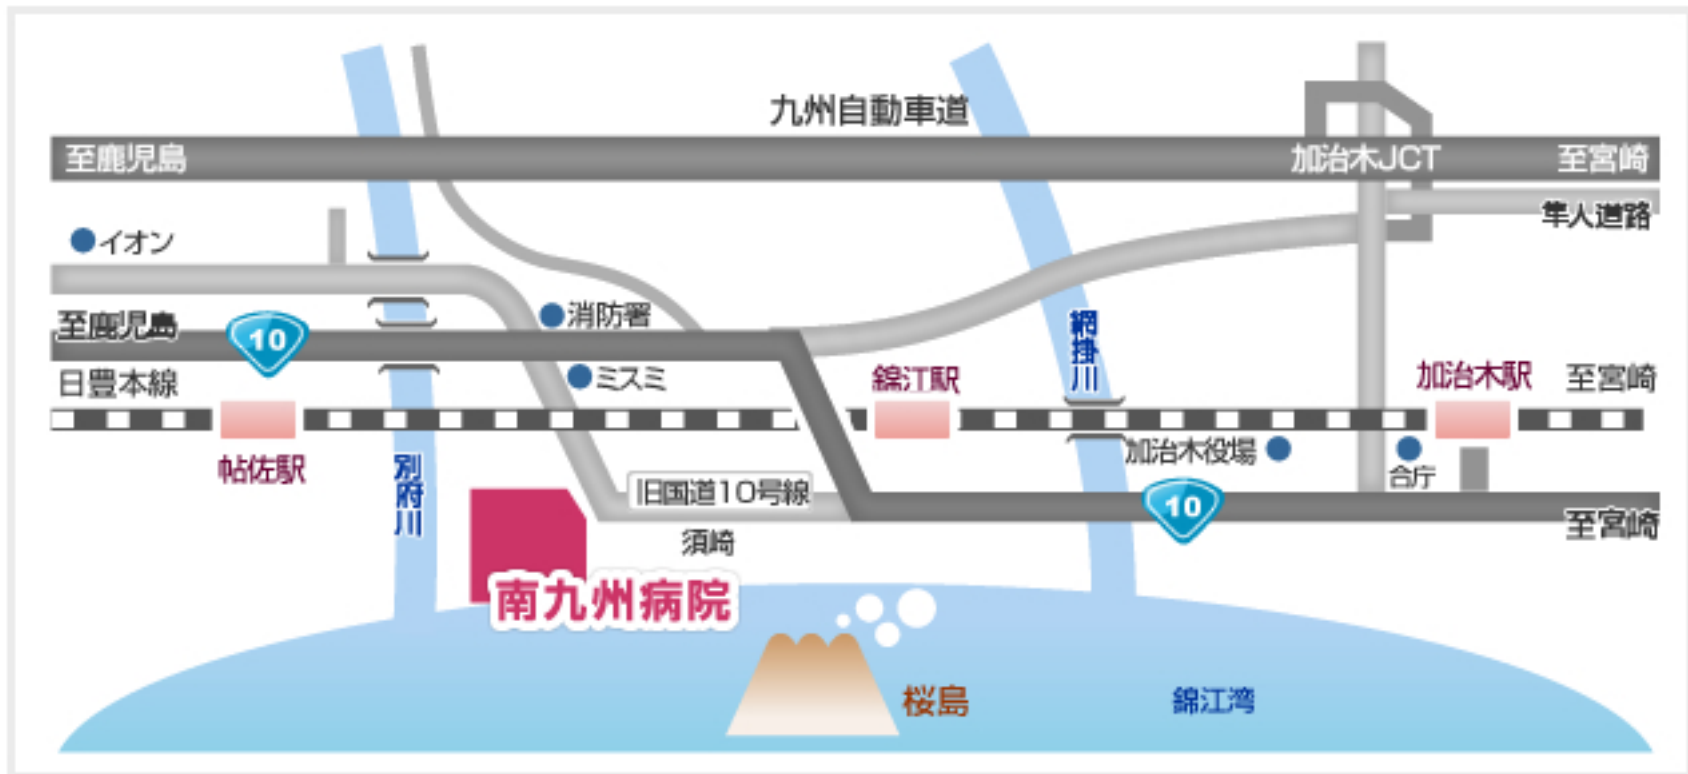 九州自動車道
至鹿児島
加治木JCT
至宮崎
隼人道路
イオン
消防署
至鹿児島
10
網掛川
日豊本線
ミスミ
錦江駅
加治木駅
至宮崎
帖佐駅
別府川
加治木役場
合庁
旧国道10号線
10
須崎
至宮崎
南九州病院
桜島
錦江湾